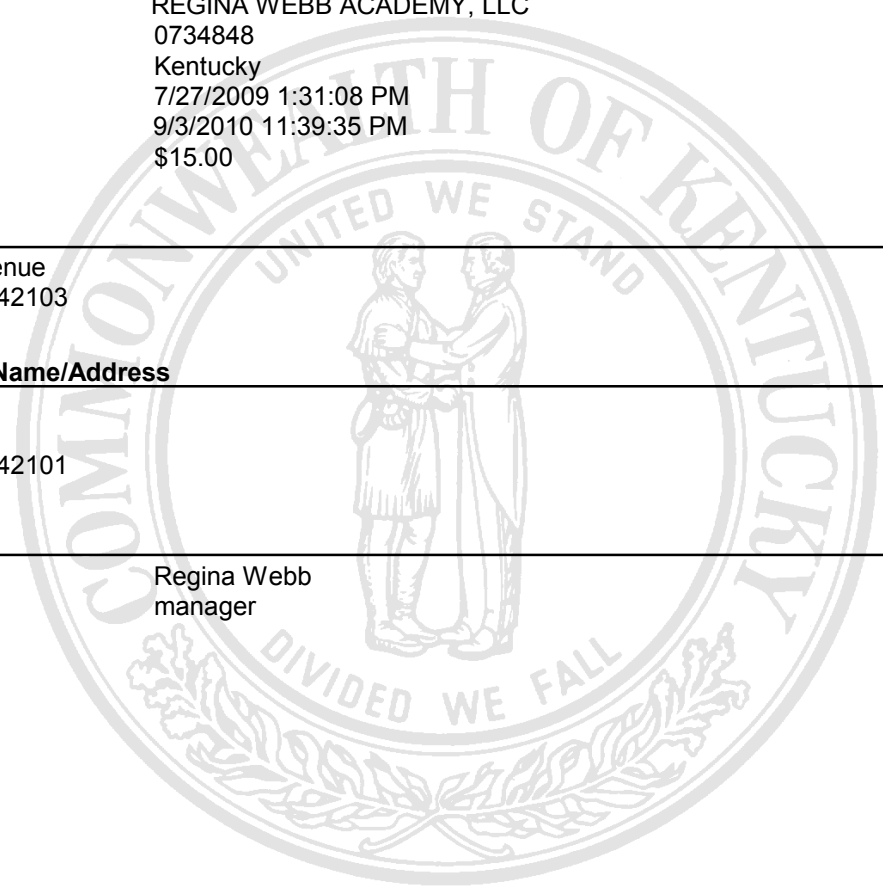 REGINA WEBB ACADEMY, LLC
0734848
Kentucky
7/27/2009 1:31:08 PM
9/3/2010 11:39:35 PM
$15.00
enue
42103
Name/Address
42101
Regina Webb
manager
COMMONWEALTH OF KENTUCKY
UNITED WE STAND
DIVIDED WE FALL